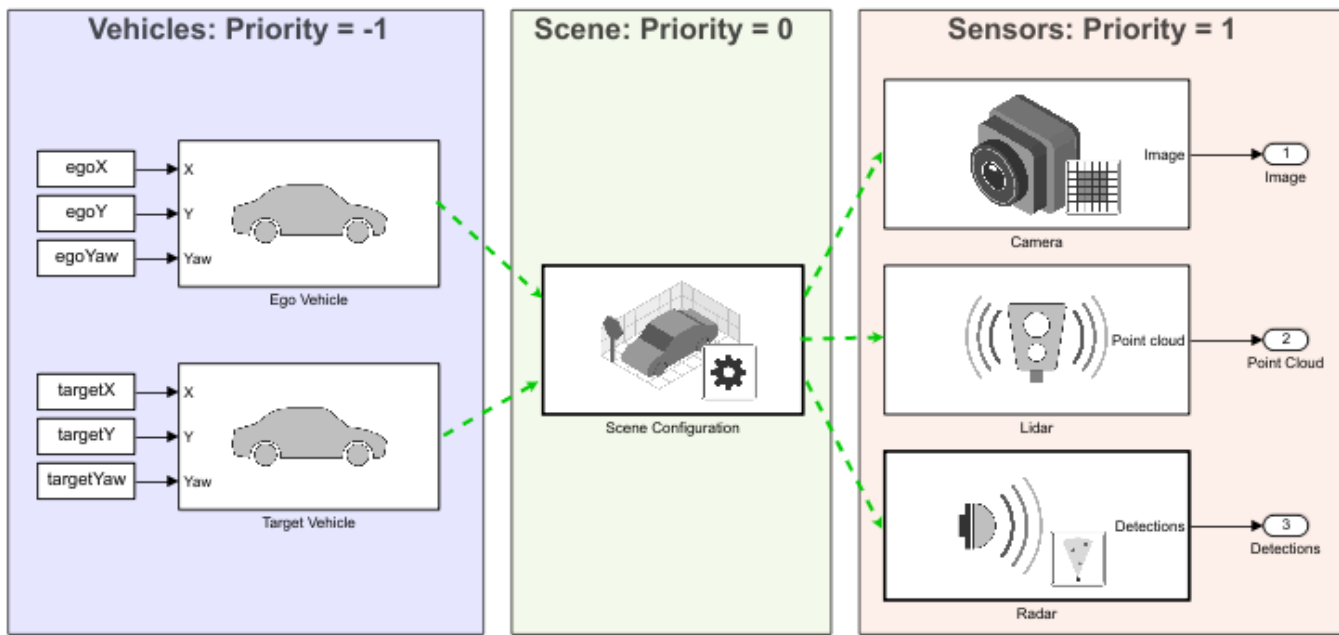 Vehicles: Priority = -1
egoX
egoY
egoYaw
X
Y
Yaw
Ego Vehicle
targetX
targetY
targetYaw
X
Y
Yaw
Target Vehicle
Scene: Priority = 0
Scene Configuration
Sensors: Priority = 1
Image
1
Image
Camera
Point cloud
2
Point Cloud
Lidar
Detections
3
Detections
Radar